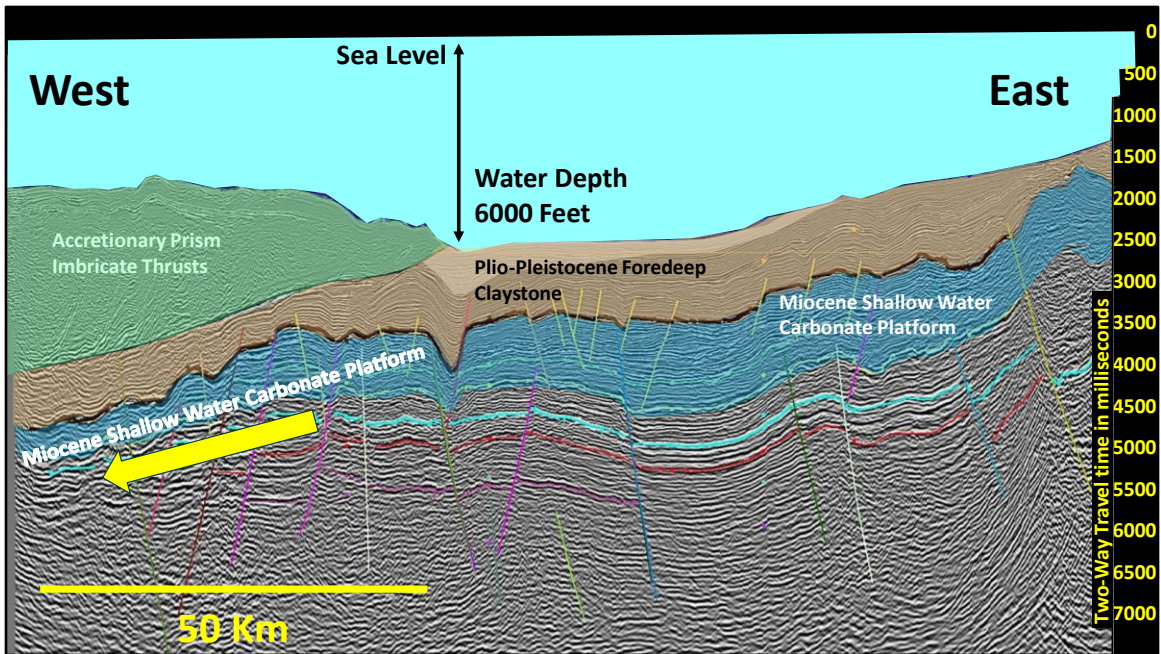 Sea Level
West
East
Water Depth
6000 Feet
Accretionary Prism
Imbricate Thrusts
Plio-Pleistocene Foredeep
Claystone
Miocene Shallow Water
Carbonate Platform
Miocene Shallow Water Carbonate Platform
50 Km
0
500
1000
1500
2000
2500
3000
3500
4000
4500
5000
5500
6000
6500
7000
Two-Way Travel time in milliseconds